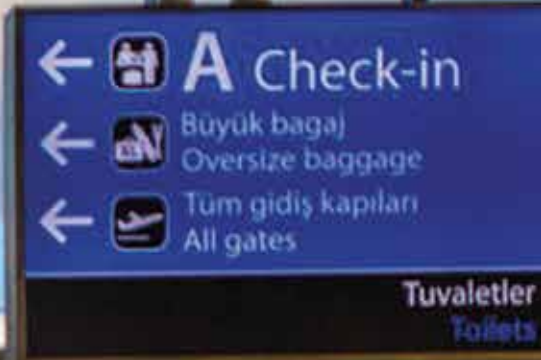 A Check-in
Büyük bagaj
Oversize baggage
Tüm gidiş kapıları
All gates
Tuvaletler
Toilets